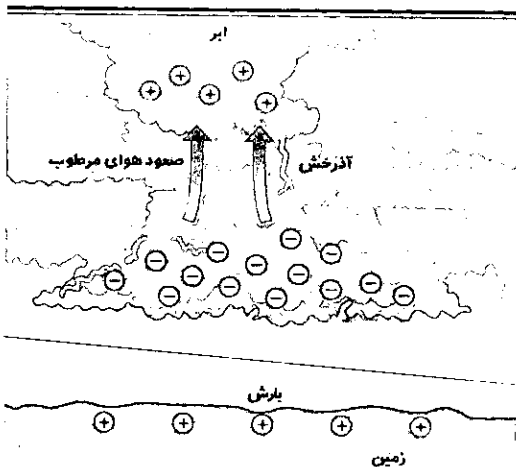 ابر
صعود هوای مرطوب
آذرخش
بارش
زمین